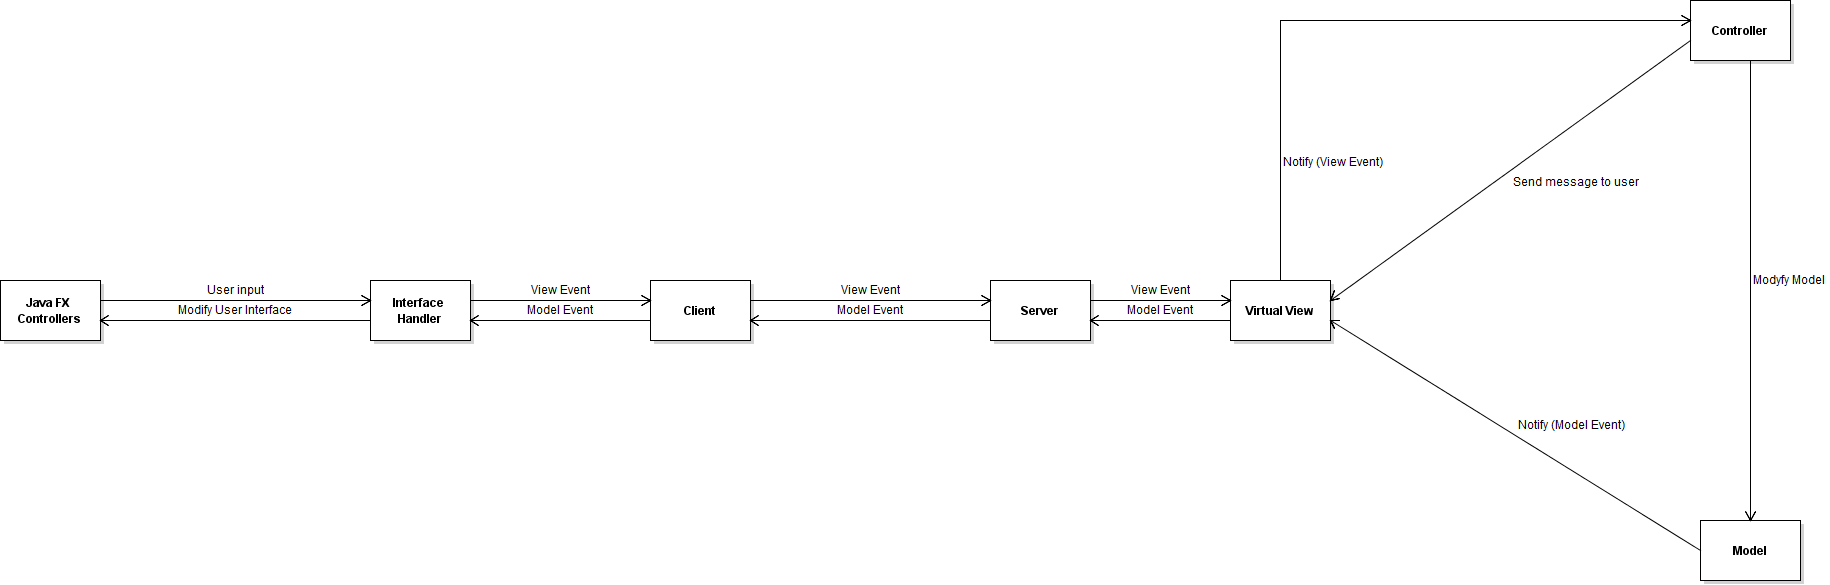 Controller
Notify (View Event)
Send message to user
Modyfy Model
Java FX
Controllers
User input
Modify User Interface
Interface
Handler
View Event
Model Event
Client
View Event
Model Event
Server
View Event
Model Event
Virtual View
Notify (Model Event)
Model